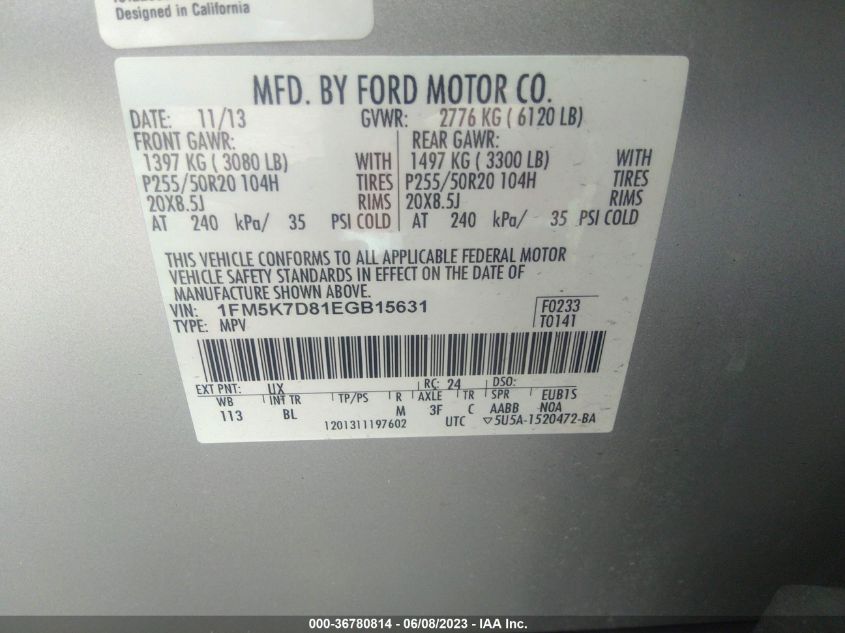 Designed in California
MFD. BY FORD MOTOR CO.
DATE: 11/13 GVWR: 2776 KG ( 6120 LB)
FRONT GAWR: REAR GAWR:
1397 KG ( 3080 LB) WITH 1497 KG ( 3300 LB) WITH
P255/50R20 104H TIRES P255/50R20 104H TIRES
20X8.5J RIMS 20X8.5J RIMS
AT 240 kPa/ 35 PSI COLD AT 240 kPa/ 35 PSI COLD
THIS VEHICLE CONFORMS TO ALL APPLICABLE FEDERAL MOTOR
VEHICLE SAFETY STANDARDS IN EFFECT ON THE DATE OF
MANUFACTURE SHOWN ABOVE.
VIN: 1FM5K7D81EGB15631 F0233
TYPE: MPV T0141
EXT PNT: UX RC: 24 DSO:
WB INT TR TP/PS R AXLE TR SPR EUB1S
113 BL M 3F C AABB NOA
1201311197602 UTC ▽5U5A-1520472-BA
000-36780814 - 06/08/2023 - IAA Inc.